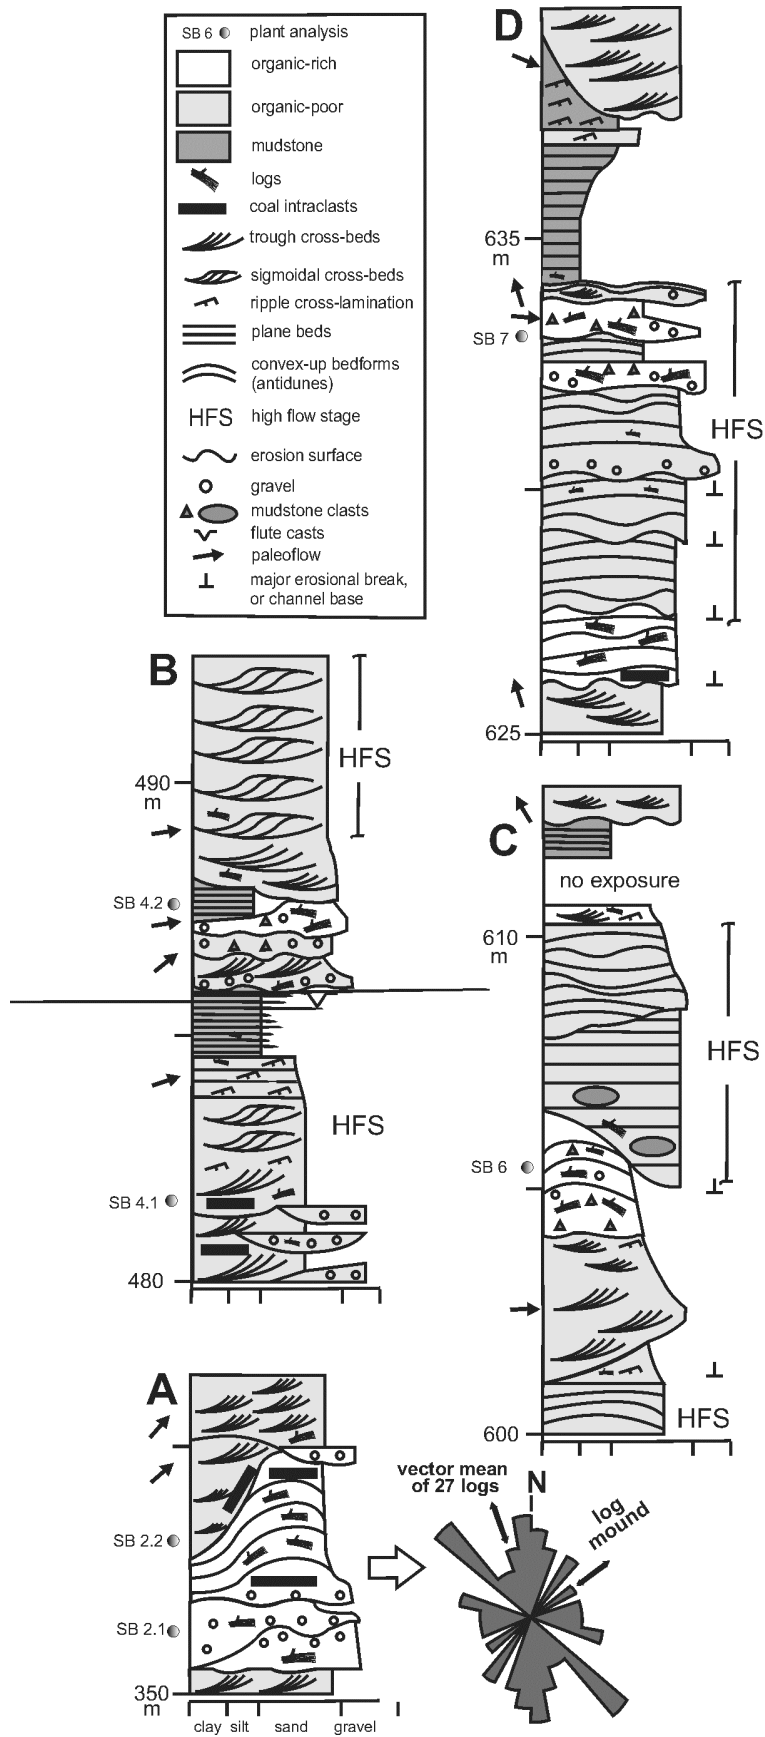 SB 6 plant analysis
organic-rich
organic-poor
mudstone
logs
coal intraclasts
trough cross-beds
sigmoidal cross-beds
ripple cross-lamination
plane beds
convex-up bedforms
(antidunes)
HFS high flow stage
erosion surface
gravel
mudstone clasts
flute casts
paleoflow
major erosional break,
or channel base
D
635
m
SB 7
HFS
625
B
HFS
490
m
SB 4.2
HFS
SB 4.1
480
C
no exposure
610
m
HFS
SB 6
HFS
600
A
SB 2.2
SB 2.1
350
m
clay silt sand gravel
vector mean
of 27 logs
N
log
mound